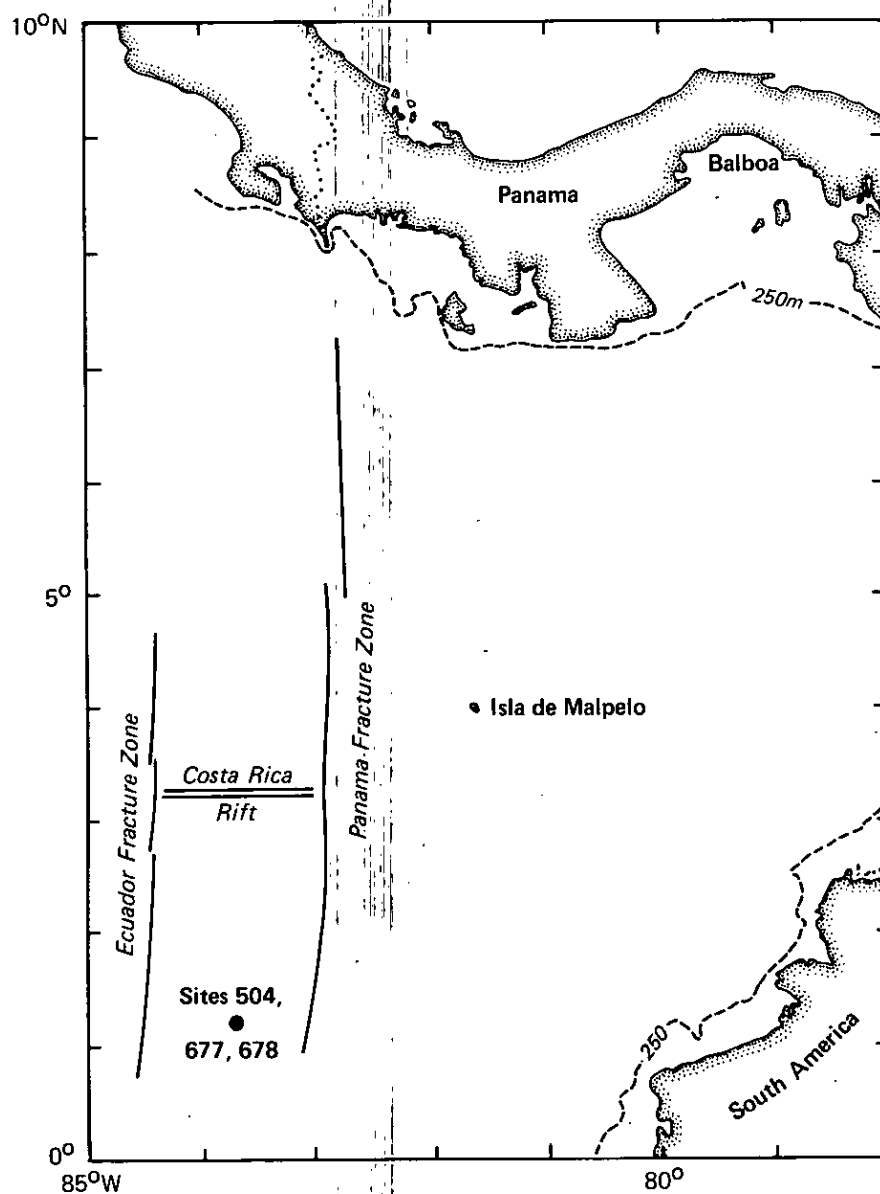 10°N
Balboa
Panama
250m
5°
Panama-Fracture Zone
Isla de Malpelo
Ecuador Fracture Zone
Costa Rica
Rift
Sites 504,
677, 678
250
South America
0°
85°W
80°